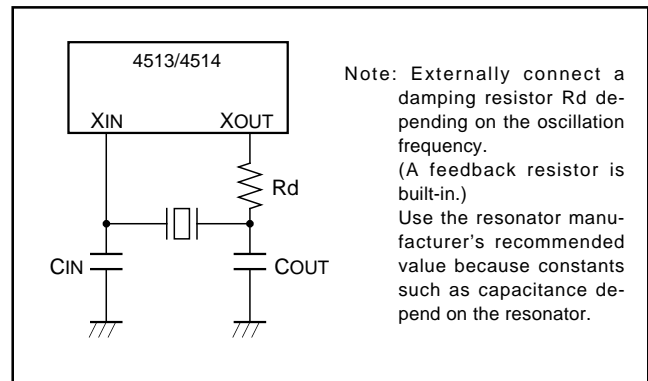 4513/4514
XIN XOUT
Rd
CIN COUT
Note: Externally connect a
damping resistor Rd de-
pending on the oscillation
frequency.
(A feedback resistor is
built-in.)
Use the resonator manu-
facturer's recommended
value because constants
such as capacitance de-
pend on the resonator.